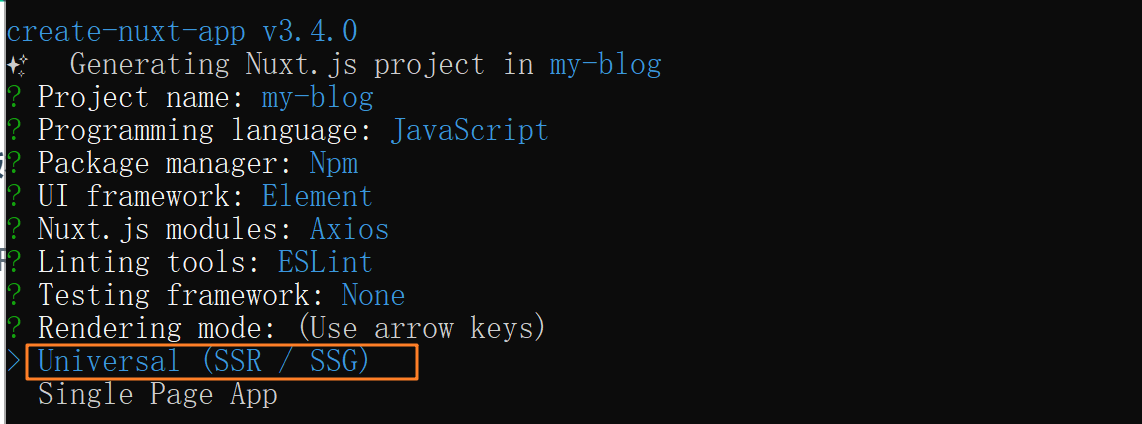 create-nuxt-app v3.4.0
✨ Generating Nuxt.js project in my-blog
? Project name: my-blog
? Programming language: JavaScript
? Package manager: Npm
? UI framework: Element
? Nuxt.js modules: Axios
? Linting tools: ESLint
? Testing framework: None
? Rendering mode: (Use arrow keys)
> Universal (SSR / SSG)
Single Page App